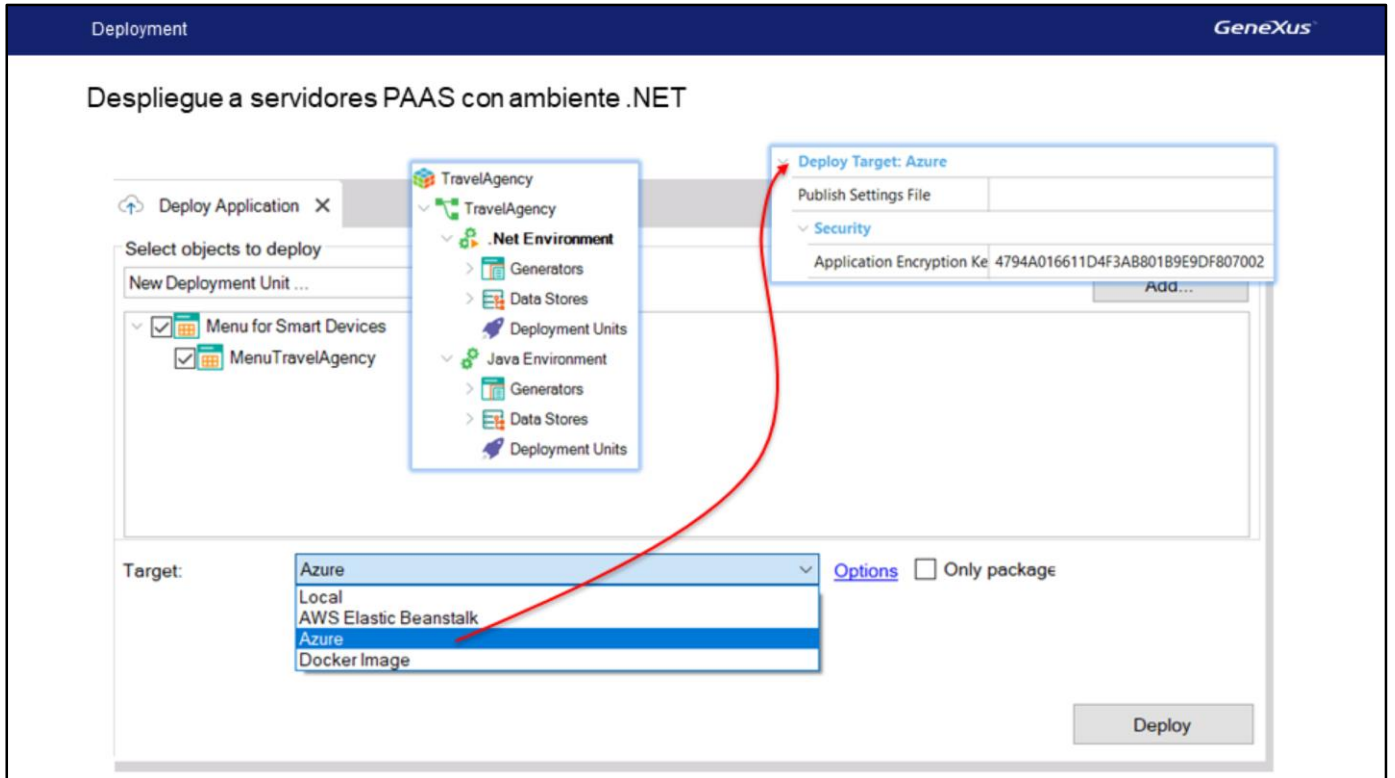 Deployment
GeneXus
Despliegue a servidores PAAS con ambiente .NET
Deploy Application
Select objects to deploy
New Deployment Unit ...
Menu for Smart Devices
MenuTravelAgency
TravelAgency
TravelAgency
.Net Environment
Generators
Data Stores
Deployment Units
Java Environment
Generators
Data Stores
Deployment Units
Deploy Target: Azure
Publish Settings File
Security
Application Encryption Ke 4794A016611D4F3AB801B9E9DF807002
Add...
Target:
Azure
Options
Only package
Local
AWS Elastic Beanstalk
Azure
Docker Image
Deploy